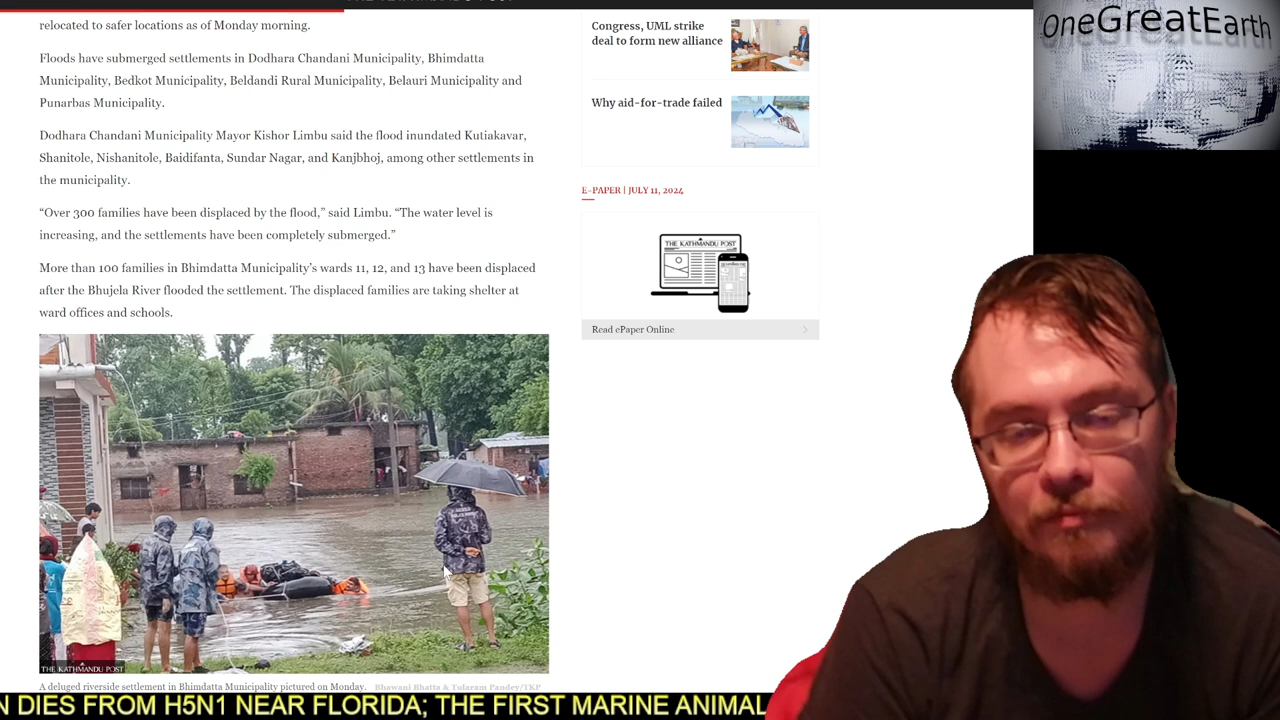 relocated to safer locations as of Monday morning.
Floods have submerged settlements in Dodhara Chandani Municipality, Bhimdatta
Municipality, Bedkot Municipality, Beldandi Rural Municipality, Belauri Municipality and
Punarbas Municipality.
Dodhara Chandani Municipality Mayor Kishor Limbu said the flood inundated Kutiakavar,
Shanitole, Nishanitole, Baidifanta, Sundar Nagar, and Kanjbhoj, among other settlements in
the municipality.
“Over 300 families have been displaced by the flood,” said Limbu. “The water level is
increasing, and the settlements have been completely submerged.”
More than 100 families in Bhimdatta Municipality’s wards 11, 12, and 13 have been displaced
after the Bhujela River flooded the settlement. The displaced families are taking shelter at
ward offices and schools.
THE KATHMANDU POST
A deluged riverside settlement in Bhimdatta Municipality pictured on Monday. Bhawani Bhatta & Tularam Pandey/TKP
Congress, UML strike
deal to form new alliance
Why aid-for-trade failed
E-PAPER | JULY 11, 2024
THE KATHMANDU POST
Read ePaper Online
OneGreatEarth
N DIES FROM H5N1 NEAR FLORIDA; THE FIRST MARINE ANIMAL